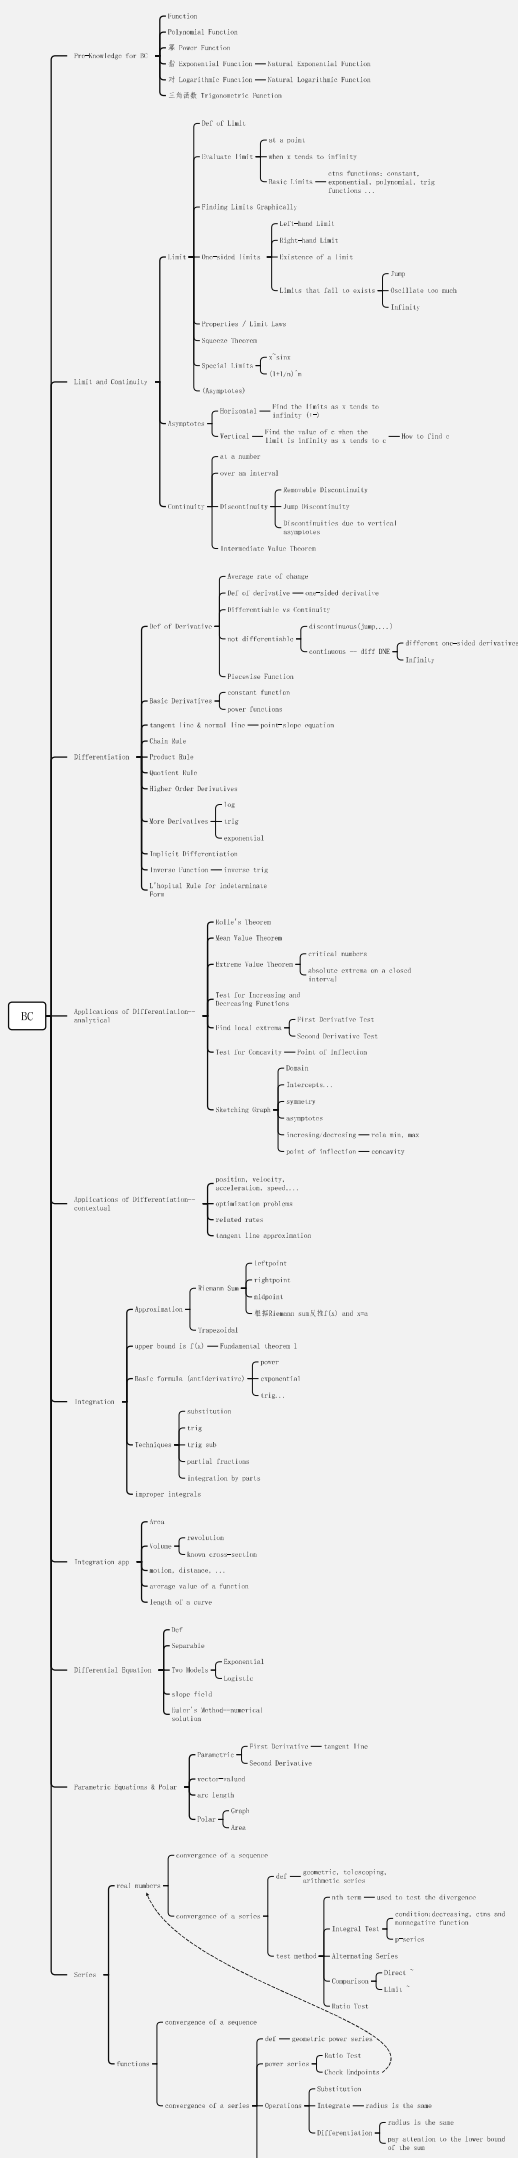 Function
Polynomial Function
Pre-Knowledge for BC
幂 Power Function
指 Exponential Function
Natural Exponential Function
对 Logarithmic Function
Natural Logarithmic Function
三角函数 Trigonometric Function
Def of Limit
at a point
Evaluate limit
when x tends to infinity
Basic Limits
ctns functions: constant,
exponential, polynomial, trig
functions ...
Finding Limits Graphically
Left-hand Limit
Right-hand Limit
Limit
One-sided limits
Existence of a limit
Jump
Limits that fail to exists
Oscillate too much
Infinity
Properties / Limit Laws
Squeeze Theorem
x~sinx
Special Limits
(1+1/n)^n
Limit and Continuity
(Asymptotes)
Horizontal
Find the limits as x tends to
infinity (+-)
Asymptotes
Vertical
Find the value of c when the
limit is infinity as x tends to c
How to find c
at a number
over an interval
Removable Discontinuity
Continuity
Discontinuity
Jump Discontinuity
Discontinuities due to vertical
asymptotes
Intermediate Value Theorem
Average rate of change
Def of derivative
one-sided derivative
Differentiable vs Continuity
Def of Derivative
discontinuous(jump,...)
not differentiable
different one-sided derivatives
continuous -- diff DNE
Infinity
Piecewise Function
constant function
Basic Derivatives
power functions
tangent line & normal line
point-slope equation
Chain Rule
Differentiation
Product Rule
Quotient Rule
Higher Order Derivatives
log
More Derivatives
trig
exponential
Implicit Differentiation
Inverse Function
inverse trig
L'hopital Rule for indeterminate
Form
Rolle's Theorem
Mean Value Theorem
critical numbers
Extreme Value Theorem
absolute extrema on a closed
interval
Test for Increasing and
Decreasing Functions
BC
Applications of Differentiation--
analytical
First Derivative Test
Find local extrema
Second Derivative Test
Test for Concavity
Point of Inflection
Domain
Intercepts...
symmetry
Sketching Graph
asymptotes
incresing/decresing
rela min, max
point of inflection
concavity
position, velocity,
acceleration, speed,...
Applications of Differentiation--
contextual
optimization problems
related rates
tangent line approximation
leftpoint
Riemann Sum
rightpoint
midpoint
Approximation
根据Riemann sum反推f(x) and x=n
Trapezoidal
upper bound is f(x)
Fundamental theorem 1
power
Basic formula (antiderivative)
exponential
trig...
Integration
substitution
trig
Techniques
trig sub
partial fructions
integration by parts
improper integrals
Area
revolution
Volume
known cross-section
Integration app
motion, distance, ...
average value of a function
length of a curve
Def
Separable
Exponential
Differential Equation
Two Models
Logistic
slope field
Euler's Method--numerical
solution
First Derivative
tangent line
Parametric
Second Derivative
vector-valued
Parametric Equations & Polar
arc length
Graph
Polar
Area
convergence of a sequence
def
geometric, telescoping,
arithmetic series
real numbers
nth term
used to test the divergence
convergence of a series
Integral Test
condition:decreasing, ctns and
nonnegative function
p-series
test method
Alternating Series
Comparison
Direct ~
Limit ~
Series
Ratio Test
convergence of a sequence
def
geometric power series
functions
power series
Ratio Test
Check Endpoints
convergence of a series
Substitution
Operations
Integrate
radius is the same
Differentiation
radius is the same
pay attention to the lower bound
of the sum